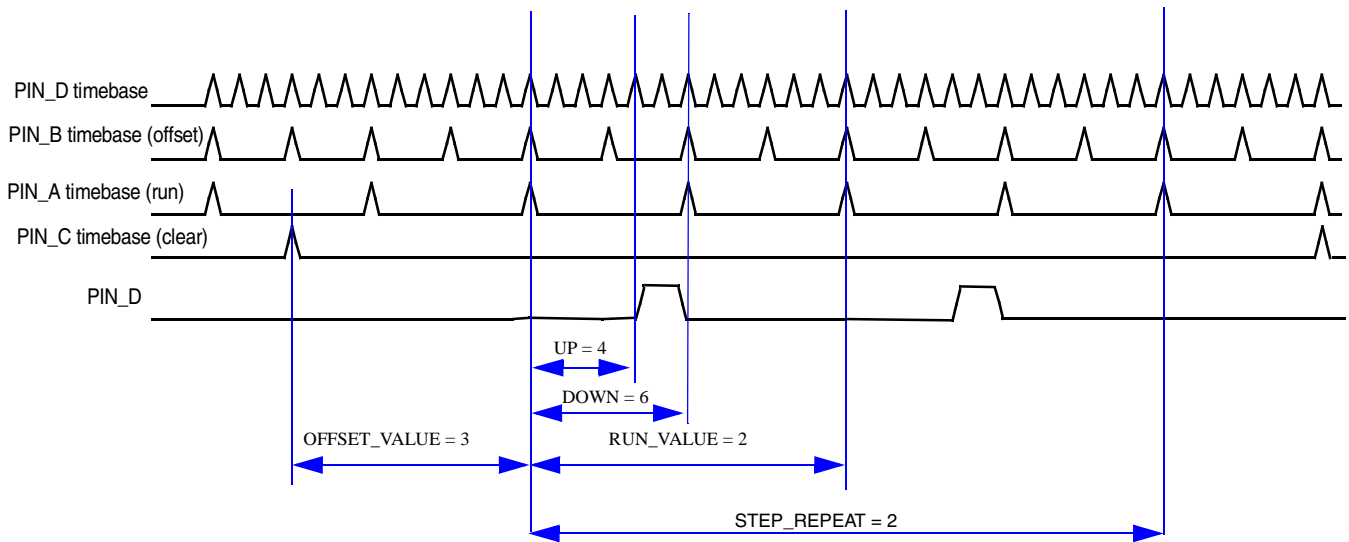 PIN_D timebase
PIN_B timebase (offset)
PIN_A timebase (run)
PIN_C timebase (clear)
PIN_D
UP = 4
DOWN = 6
OFFSET_VALUE = 3
RUN_VALUE = 2
STEP_REPEAT = 2